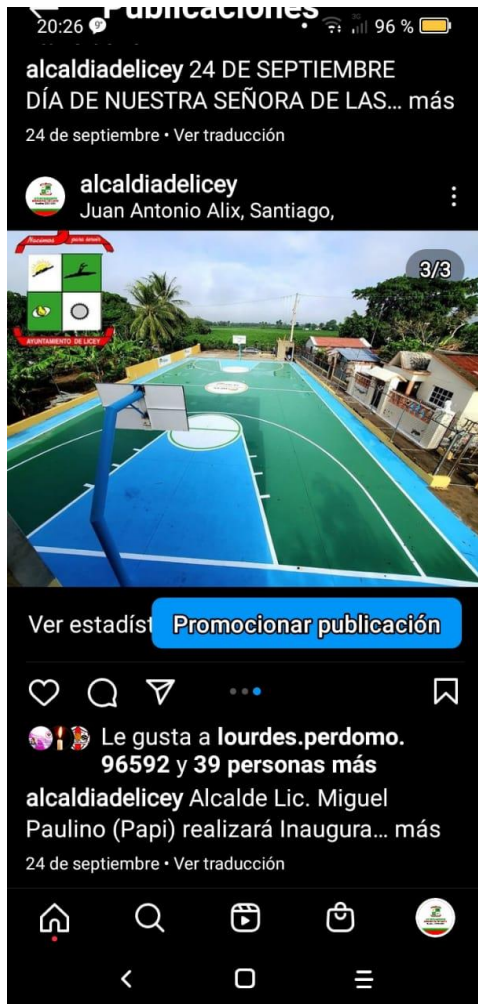 Publicaciones
20:26 96 %
alcaldiadelicey 24 DE SEPTIEMBRE
DÍA DE NUESTRA SEÑORA DE LAS... más
24 de septiembre • Ver traducción
alcaldiadelicey
Juan Antonio Alix, Santiago,
3/3
AYUNTAMIENTO DE LICEY
Ver estadíst
Promocionar publicación
Le gusta a lourdes.perdomo.
96592 y 39 personas más
alcaldiadelicey Alcalde Lic. Miguel
Paulino (Papi) realizará Inaugura... más
24 de septiembre • Ver traducción